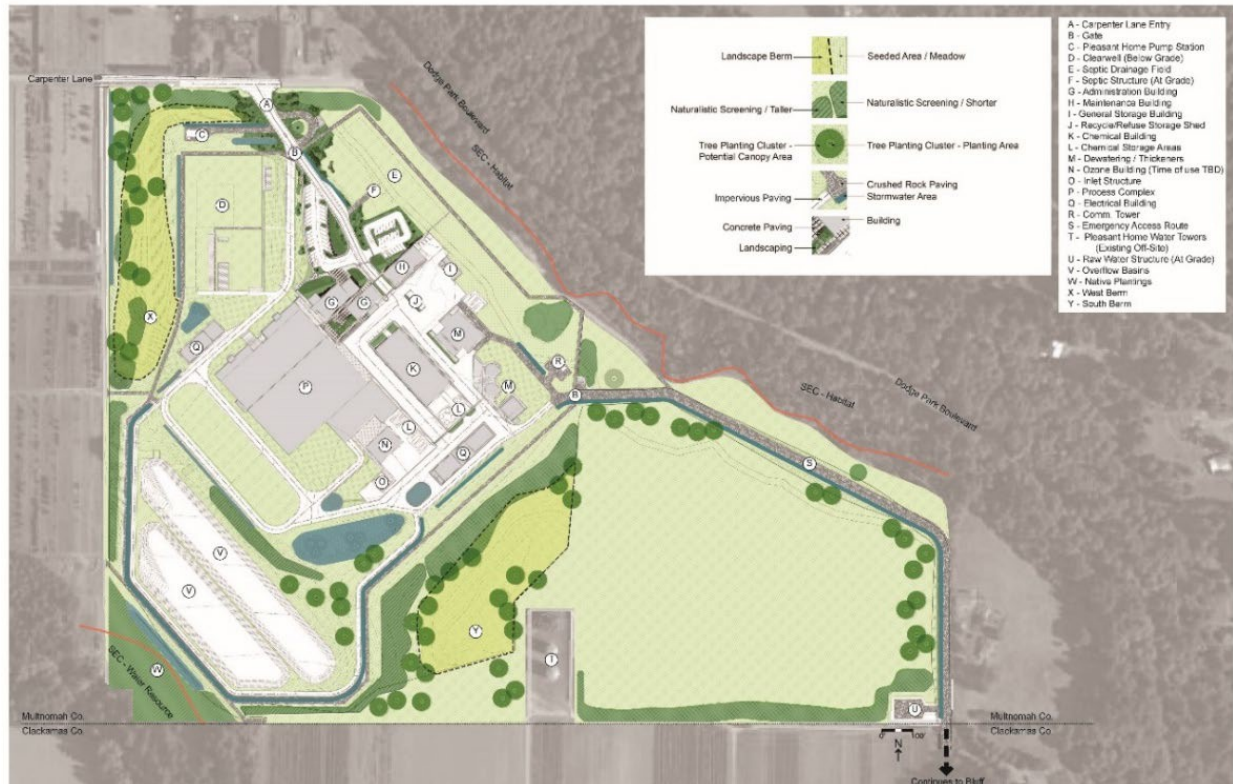 Carpenter Lane
Dodge Park Boulevard
SEC - Habitat
Landscape Berm
Seeded Area / Meadow
Naturalistic Screening / Taller
Naturalistic Screening / Shorter
Tree Planting Cluster -
Potential Canopy Area
Tree Planting Cluster - Planting Area
Impervious Paving
Crushed Rock Paving
Stormwater Area
Concrete Paving
Building
Landscaping
A - Carpenter Lane Entry
B - Gate
C - Pleasant Home Pump Station
D - Clearwell (Below Grade)
E - Septic Drainage Field
F - Septic Structure (At Grade)
G - Administration Building
H - Maintenance Building
I - General Storage Building
J - Recycle/Refuse Storage Shed
K - Chemical Building
L - Chemical Storage Areas
M - Dewatering / Thickeners
N - Ozone Building (Time of use TBD)
O - Inlet Structure
P - Process Complex
Q - Electrical Building
R - Comm. Tower
S - Emergency Access Route
T - Pleasant Home Water Towers
(Existing Off-Site)
U - Raw Water Structure (At Grade)
V - Overflow Basins
W - Native Plantings
X - West Berm
Y - South Berm
A
C
B
F
E
D
H
I
G
G
J
X
Q
M
R
K
P
M
B
L
L
N
Q
O
S
V
V
Y
W
U
SEC - Habitat
Dodge Park Boulevard
SEC - Water Resource
Multnomah Co.
Clackamas Co.
Multnomah Co.
Clackamas Co.
N
Continues to Bluff